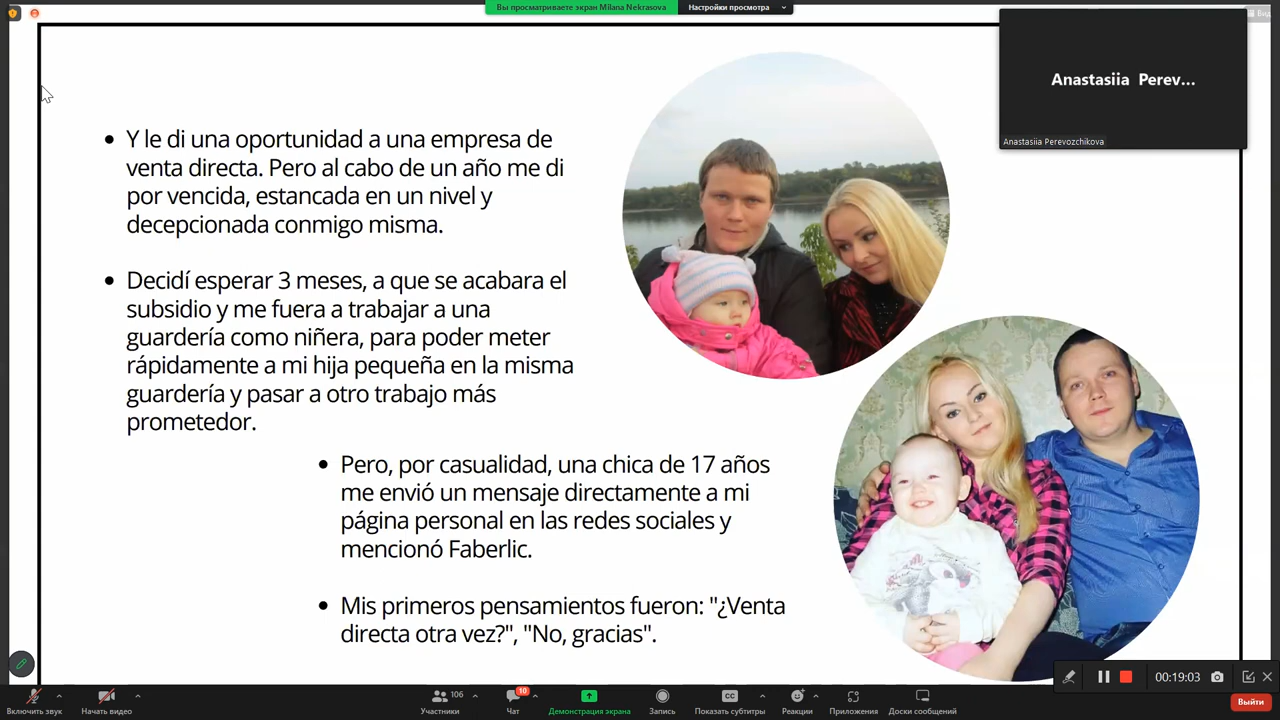 Вы просматриваете экран Milana Nekrasova
Настройки просмотра
Вид
Anastasiia Perev...
Anastasiia Perevozchikova
• Y le di una oportunidad a una empresa de
venta directa. Pero al cabo de un año me di
por vencida, estancada en un nivel y
decepcionada conmigo misma.
• Decidí esperar 3 meses, a que se acabara el
subsidio y me fuera a trabajar a una
guardería como niñera, para poder meter
rápidamente a mi hija pequeña en la misma
guardería y pasar a otro trabajo más
prometedor.
• Pero, por casualidad, una chica de 17 años
me envió un mensaje directamente a mi
página personal en las redes sociales y
mencionó Faberlic.
• Mis primeros pensamientos fueron: "¿Venta
directa otra vez?", "No, gracias".
00:19:03
Включить звук
Начать видео
106
Участники
10
Чат
Демонстрация экрана
Запись
CC
Показать субтитры
Реакции
Приложения
Доски сообщений
Выйти